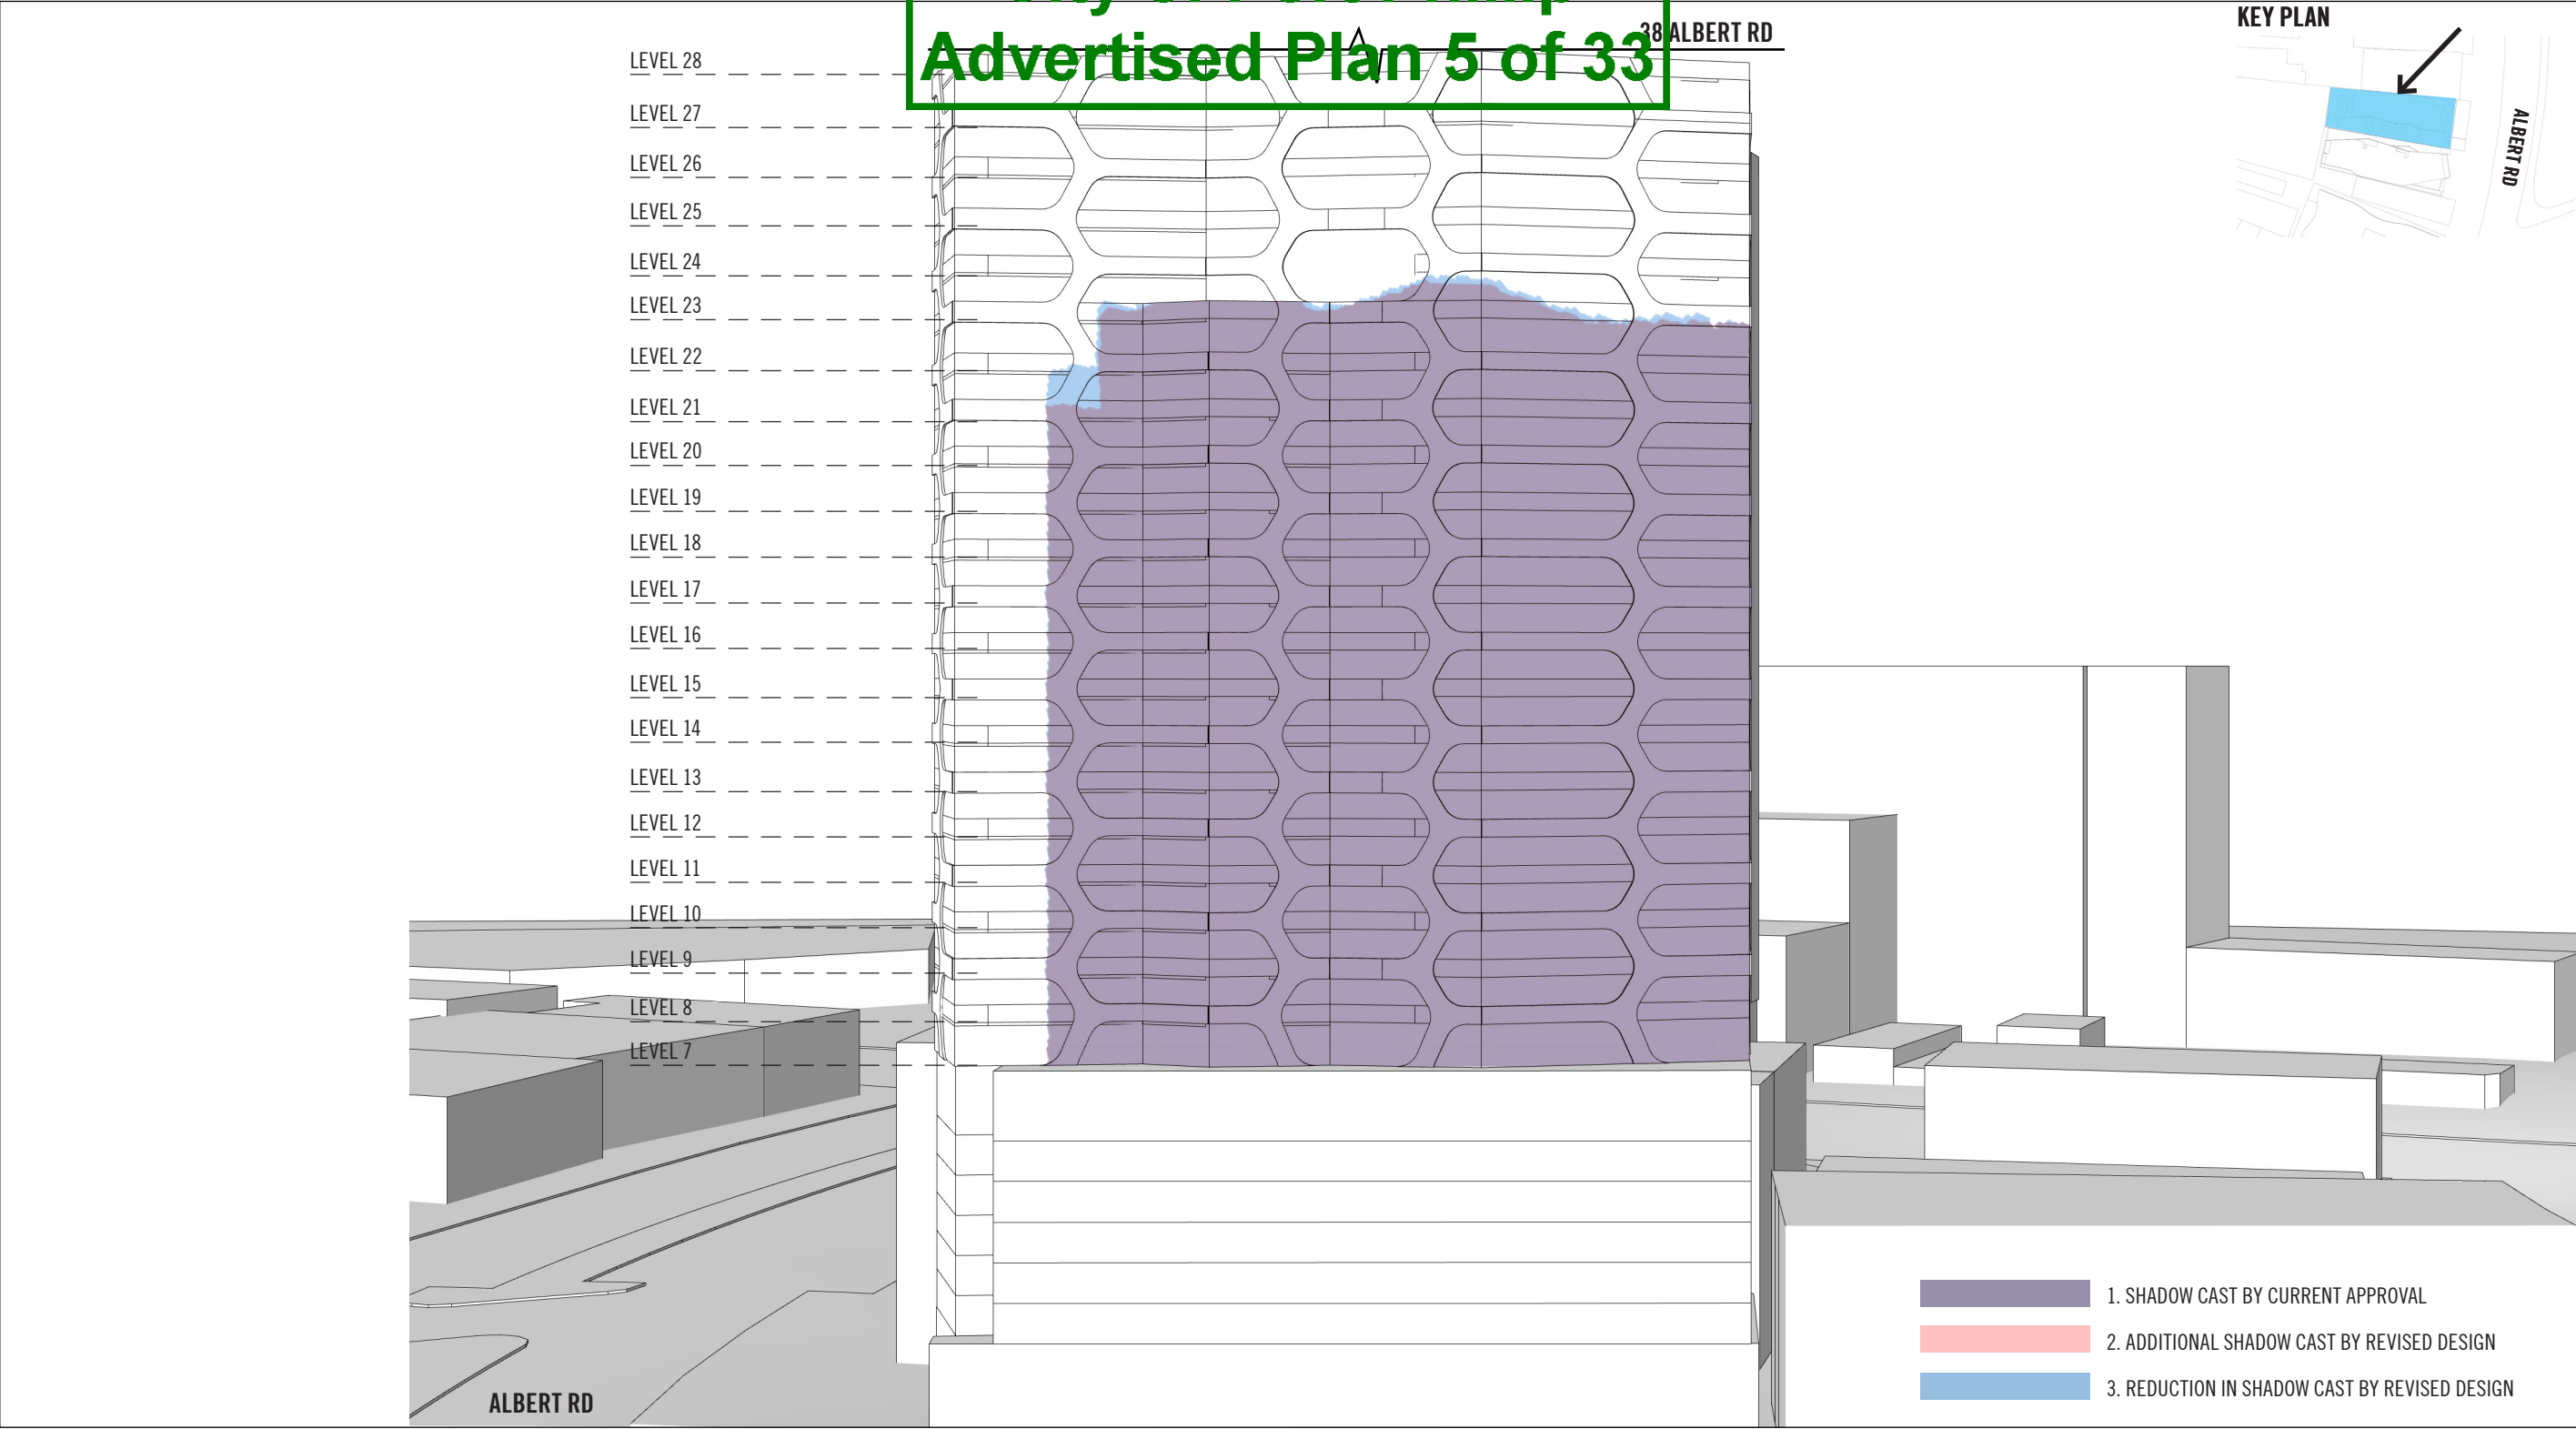 Advertised Plan 5 of 33
38 ALBERT RD
KEY PLAN
ALBERT RD
LEVEL 28
LEVEL 27
LEVEL 26
LEVEL 25
LEVEL 24
LEVEL 23
LEVEL 22
LEVEL 21
LEVEL 20
LEVEL 19
LEVEL 18
LEVEL 17
LEVEL 16
LEVEL 15
LEVEL 14
LEVEL 13
LEVEL 12
LEVEL 11
LEVEL 10
LEVEL 9
LEVEL 8
LEVEL 7
ALBERT RD
1. SHADOW CAST BY CURRENT APPROVAL
2. ADDITIONAL SHADOW CAST BY REVISED DESIGN
3. REDUCTION IN SHADOW CAST BY REVISED DESIGN